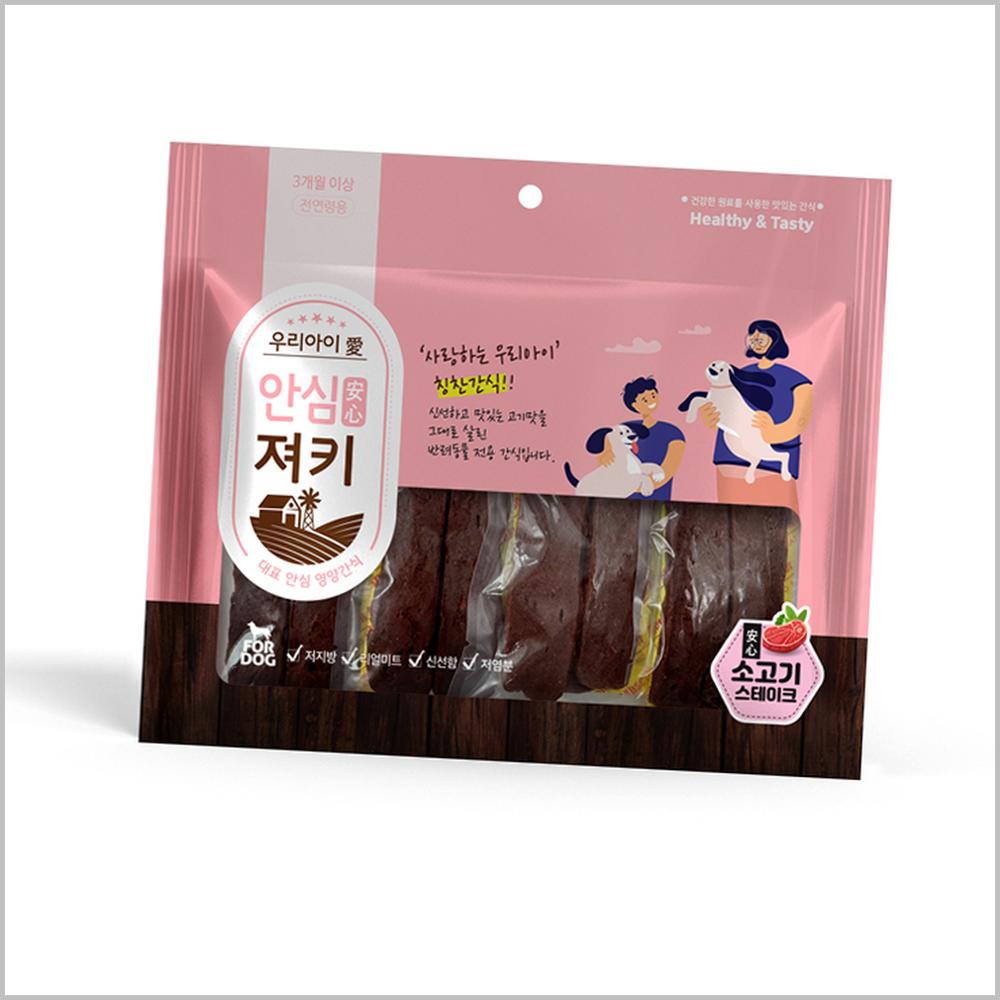 3개월 이상
전연령용
건강한 원료를 사용한 맛있는 간식
Healthy & Tasty
우리아이 愛
안심 安心
져키
대표 안심 영양간식
'사랑하는 우리아이'
칭찬간식!!
신선하고 맛있는 고기맛을
그대로 살린
반려동물 전용 간식입니다.
FOR
DOG
저지방 리얼미트 신선함 저염분
安心
소고기
스테이크